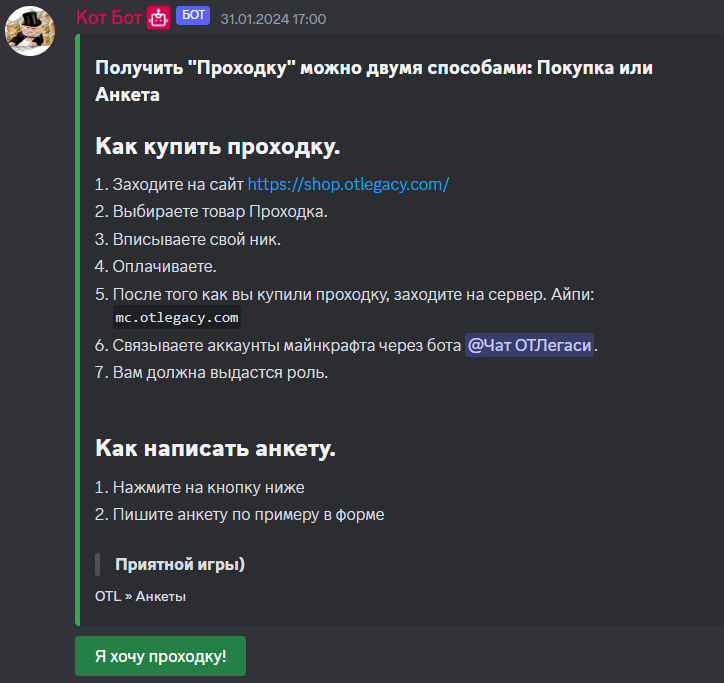 Кот Бот БОТ 31.01.2024 17:00
Получить "Проходку" можно двумя способами: Покупка или
Анкета
Как купить проходку.
1. Заходите на сайт https://shop.otlegacy.com/
2. Выбираете товар Проходка.
3. Вписываете свой ник.
4. Оплачиваете.
5. После того как вы купили проходку, заходите на сервер. Айпи:
mc.otlegacy.com
6. Связываете аккаунты майнкрафта через бота @Чат ОТЛегаси.
7. Вам должна выдастся роль.
Как написать анкету.
1. Нажмите на кнопку ниже
2. Пишите анкету по примеру в форме
Приятной игры)
OTL » Анкеты
Я хочу проходку!